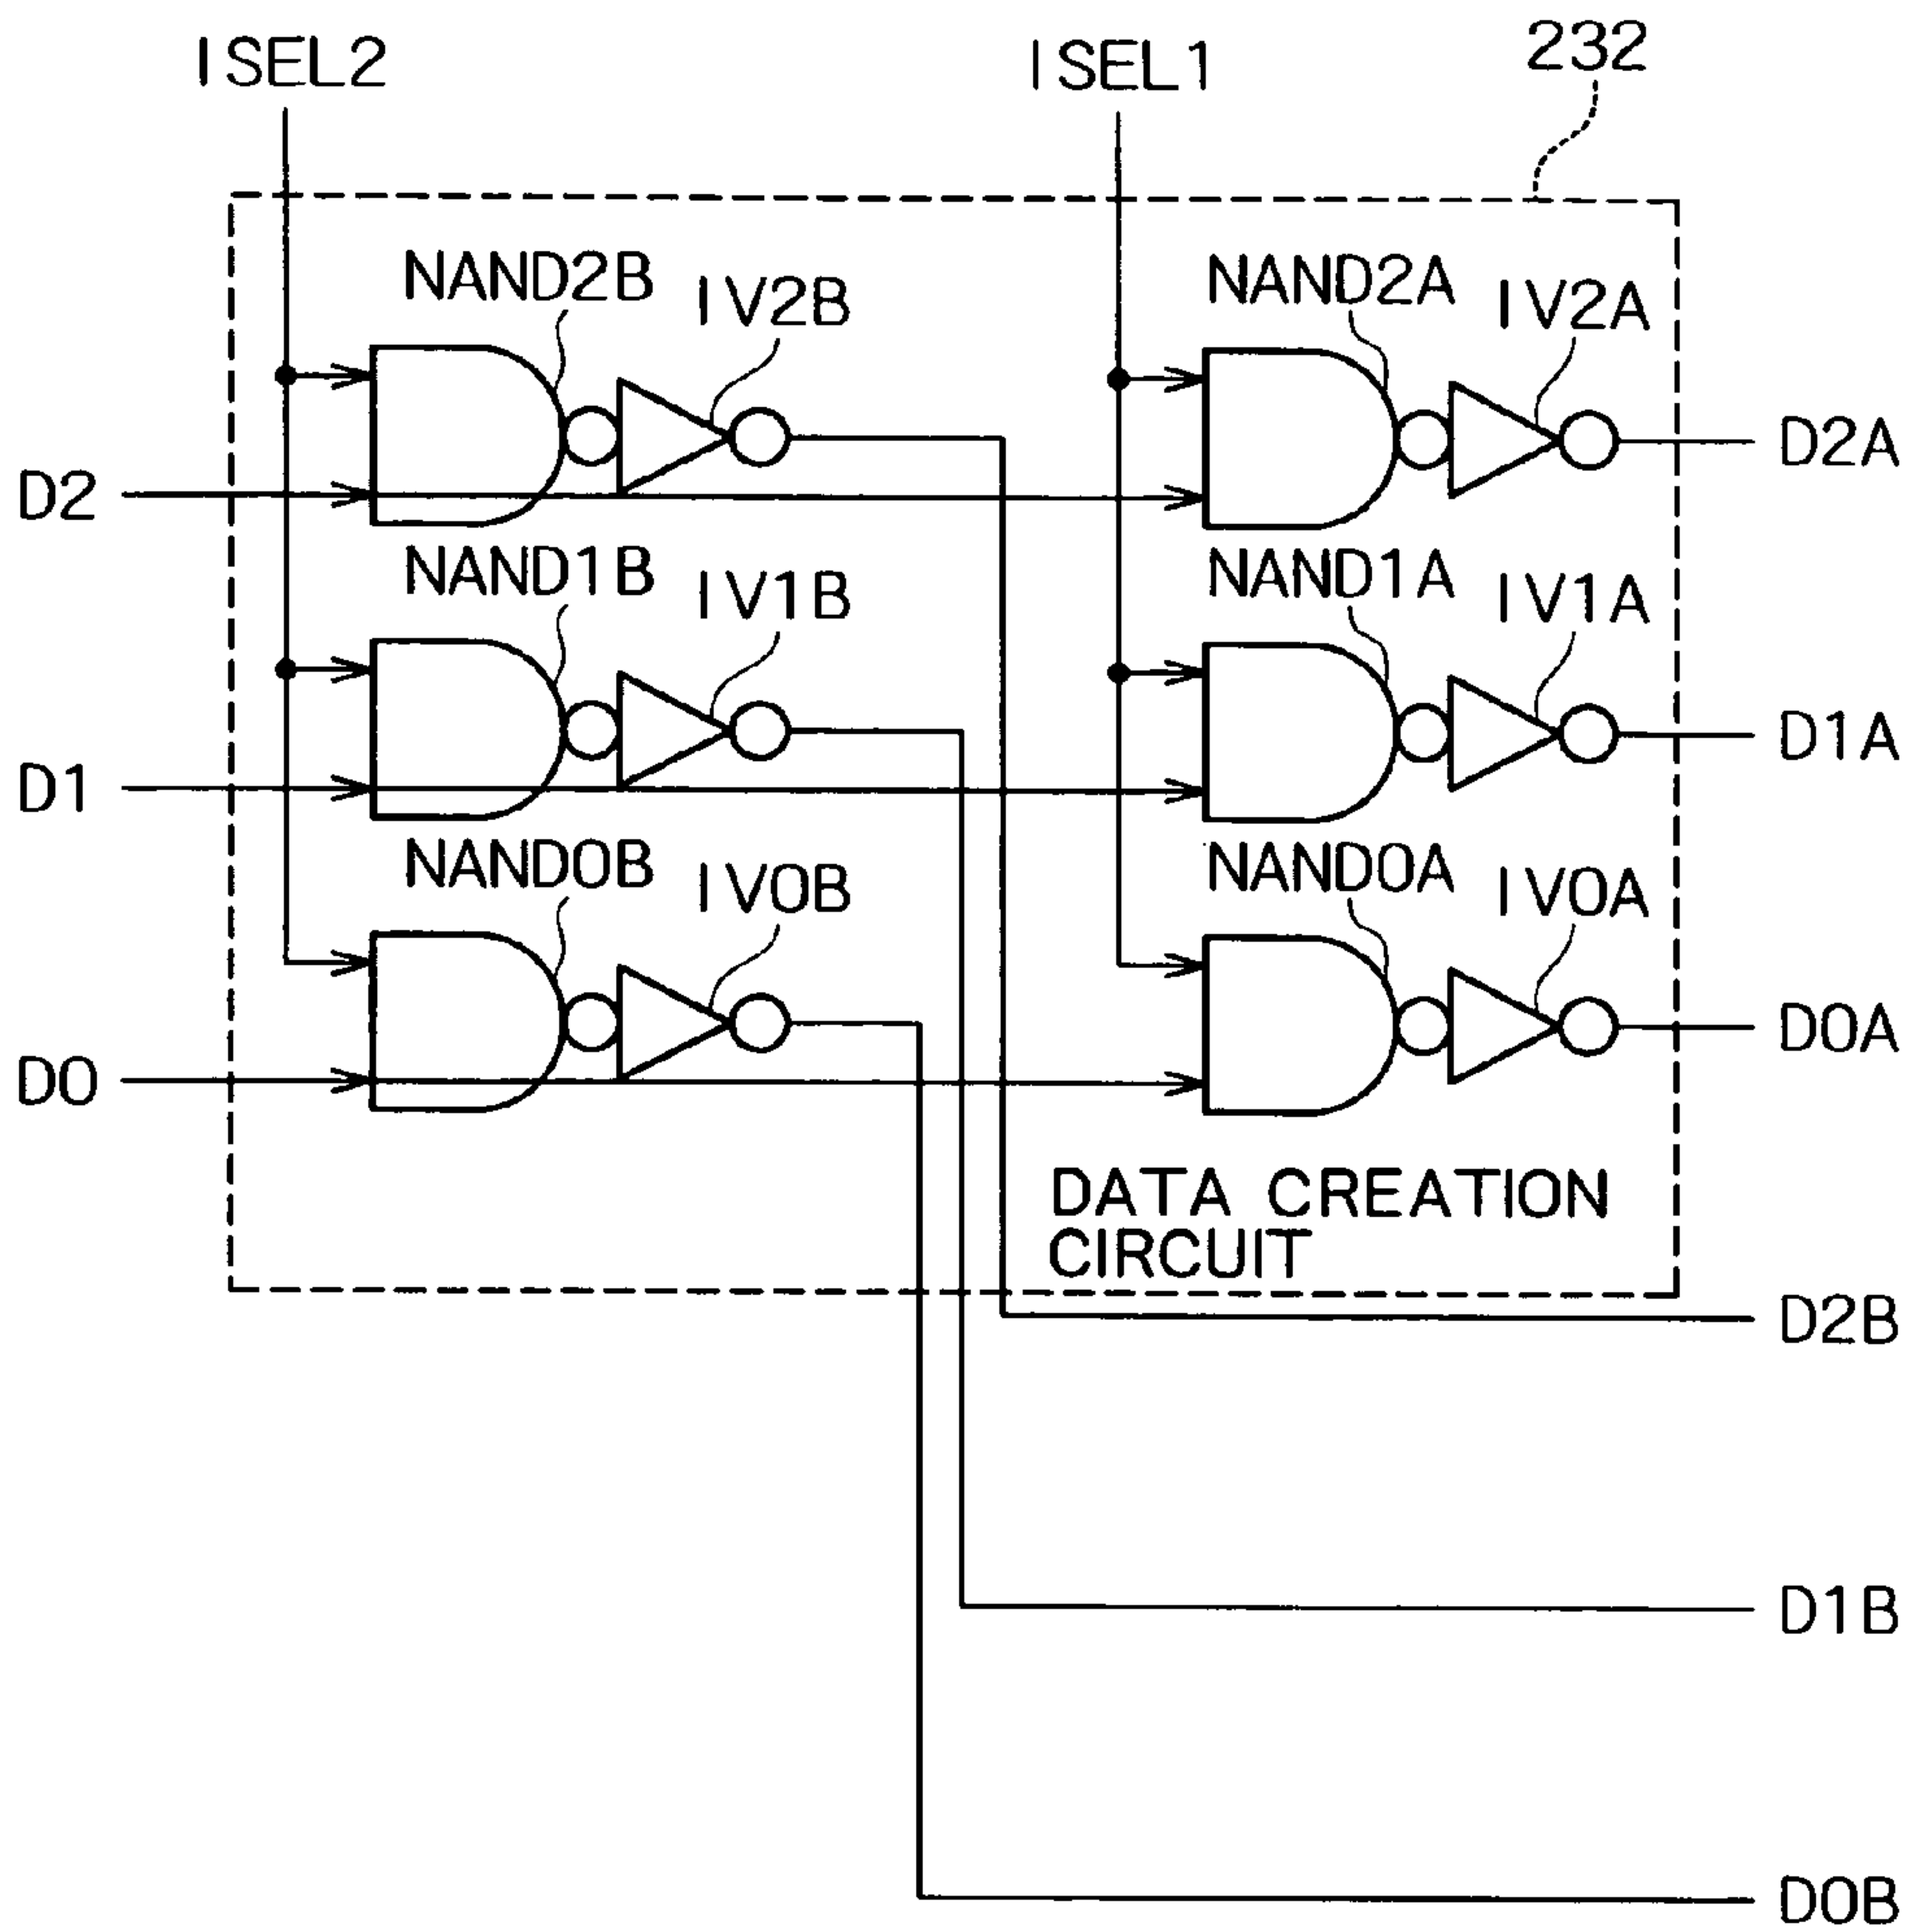 ISEL2
ISEL1
232
NAND2B
IV2B
NAND2A
IV2A
D2A
D2
NAND1B
IV1B
NAND1A
IV1A
D1A
D1
NAND0B
IV0B
NAND0A
IV0A
D0A
D0
DATA CREATION
CIRCUIT
D2B
D1B
D0B